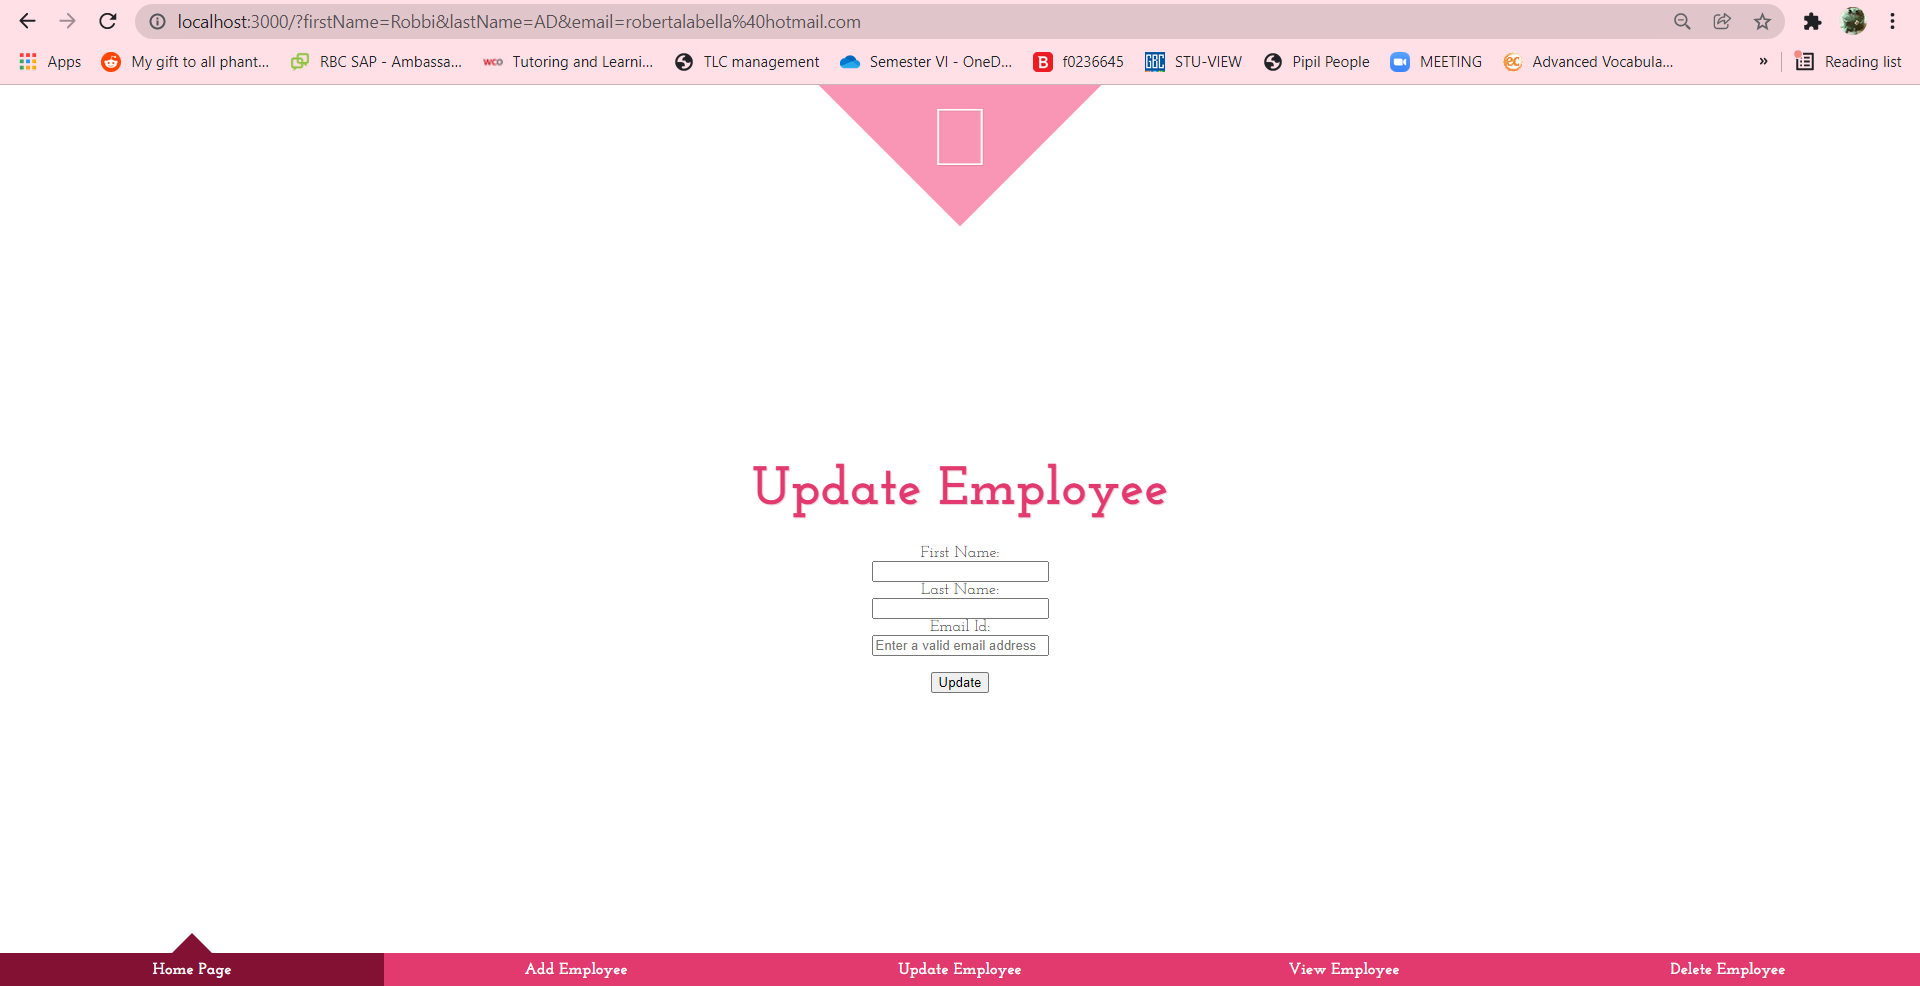 localhost:3000/?firstName=Robbi&lastName=AD&email=robertalabella%40hotmail.com
Apps My gift to all phant... RBC SAP - Ambassa... wco Tutoring and Learni... TLC management Semester VI - OneD... B f0236645 GBC STU-VIEW Pipil People MEETING ec Advanced Vocabula... » Reading list
Update Employee
First Name:
Last Name:
Email Id:
Enter a valid email address
Update
Home Page Add Employee Update Employee View Employee Delete Employee